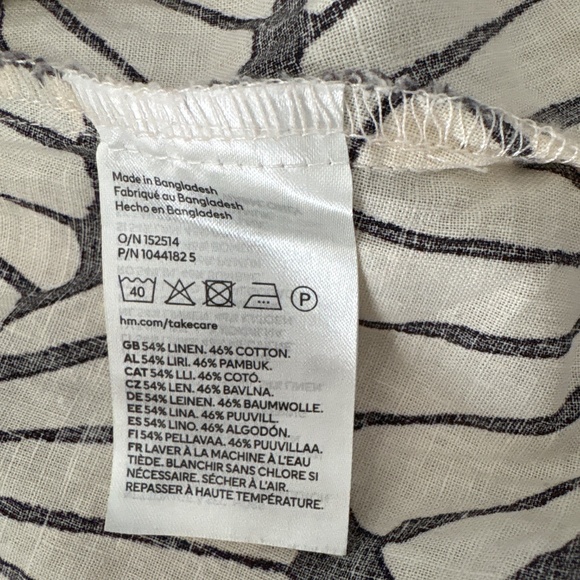 Made in Bangladesh
Fabriqué au Bangladesh
Hecho en Bangladesh
O/N 152514
P/N 1044182 5
40 P
hm.com/takecare
GB 54% LINEN. 46% COTTON.
AL 54% LIRI. 46% PAMBUK.
CAT 54% LLI. 46% COTÓ.
CZ 54% LEN. 46% BAVLNA.
DE 54% LEINEN. 46% BAUMWOLLE.
EE 54% LINA. 46% PUUVILL.
ES 54% LINO. 46% ALGODÓN.
FI 54% PELLAVAA. 46% PUUVILLAA.
FR LAVER À LA MACHINE À L'EAU
TIÈDE. BLANCHIR SANS CHLORE SI
NÉCESSAIRE. SÉCHER À L'AIR.
REPASSER À HAUTE TEMPÉRATURE.